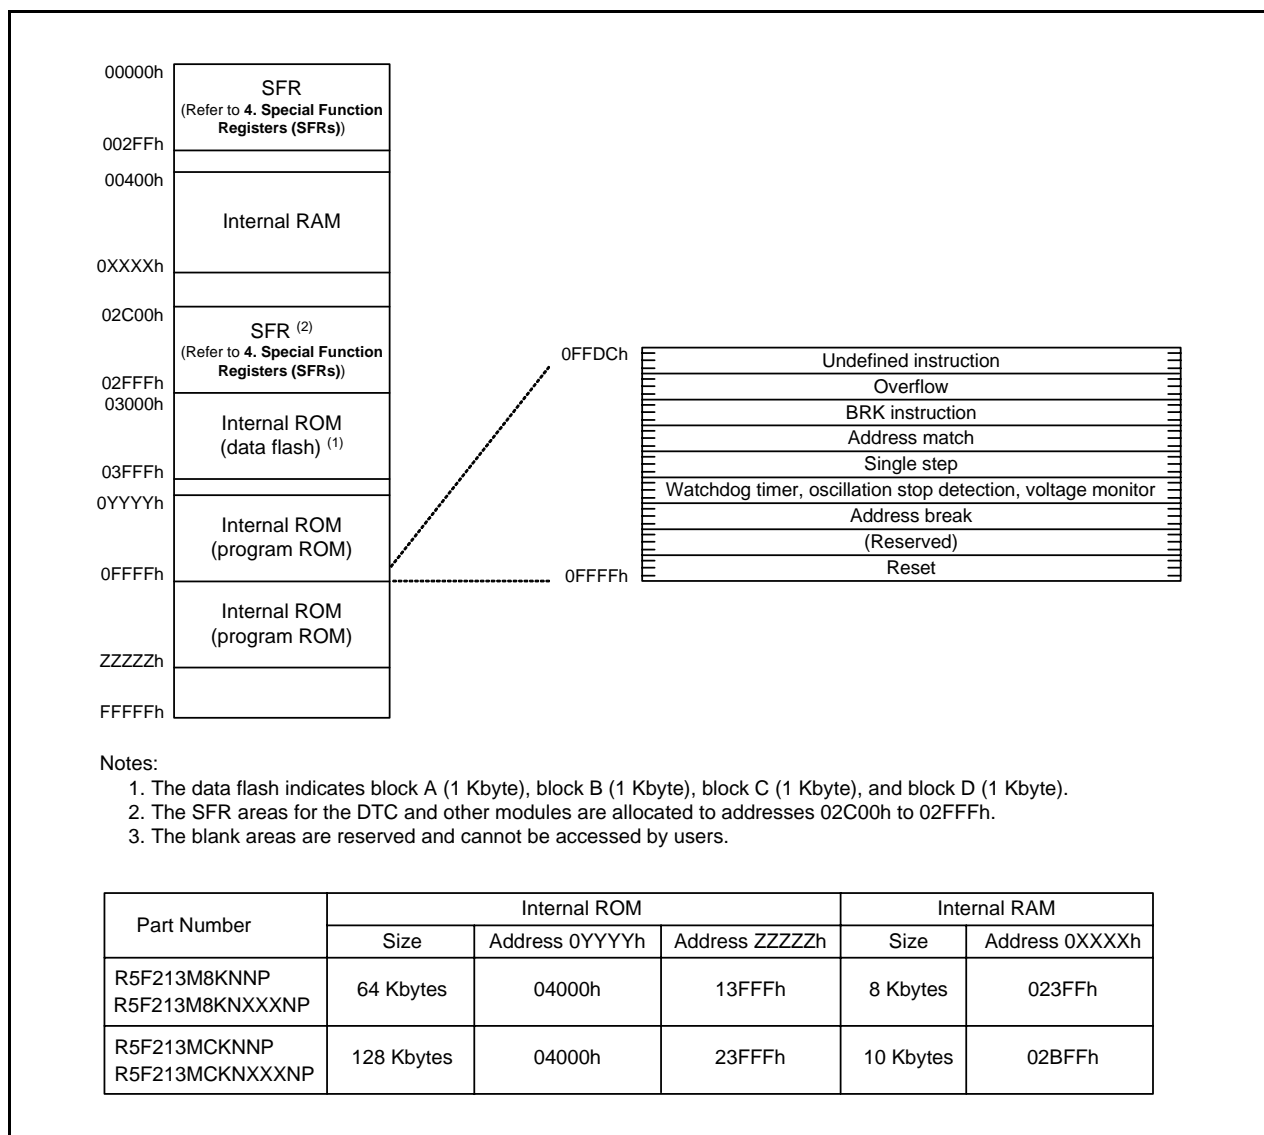 00000h
SFR
(Refer to 4. Special Function
Registers (SFRs))
002FFh
00400h
Internal RAM
0XXXXh
02C00h
SFR (2)
(Refer to 4. Special Function
Registers (SFRs))
02FFFh
03000h
Internal ROM
(data flash) (1)
03FFFh
0YYYYh
Internal ROM
(program ROM)
0FFFFh
Internal ROM
(program ROM)
ZZZZZh
FFFFFh
0FFDCh
Undefined instruction
Overflow
BRK instruction
Address match
Single step
Watchdog timer, oscillation stop detection, voltage monitor
Address break
(Reserved)
0FFFFh
Reset
Notes:
1. The data flash indicates block A (1 Kbyte), block B (1 Kbyte), block C (1 Kbyte), and block D (1 Kbyte).
2. The SFR areas for the DTC and other modules are allocated to addresses 02C00h to 02FFFh.
3. The blank areas are reserved and cannot be accessed by users.
Part Number Internal ROM Internal RAM
Size Address 0YYYYh Address ZZZZZh Size Address 0XXXXh
R5F213M8KNNP
R5F213M8KNXXXNP
64 Kbytes 04000h 13FFFh 8 Kbytes 023FFh
R5F213MCKNNP
R5F213MCKNXXXNP
128 Kbytes 04000h 23FFFh 10 Kbytes 02BFFh